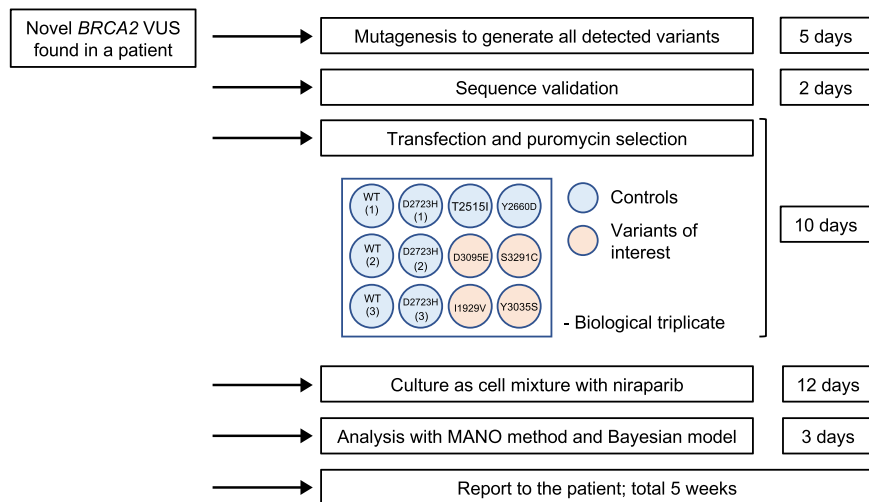 Novel BRCA2 VUS
found in a patient
Mutagenesis to generate all detected variants
5 days
Sequence validation
2 days
Transfection and puromycin selection
WT
(1)
D2723H
(1)
T2515I
Y2660D
WT
(2)
D2723H
(2)
D3095E
S3291C
WT
(3)
D2723H
(3)
I1929V
Y3035S
Controls
Variants of
interest
- Biological triplicate
10 days
Culture as cell mixture with niraparib
12 days
Analysis with MANO method and Bayesian model
3 days
Report to the patient; total 5 weeks